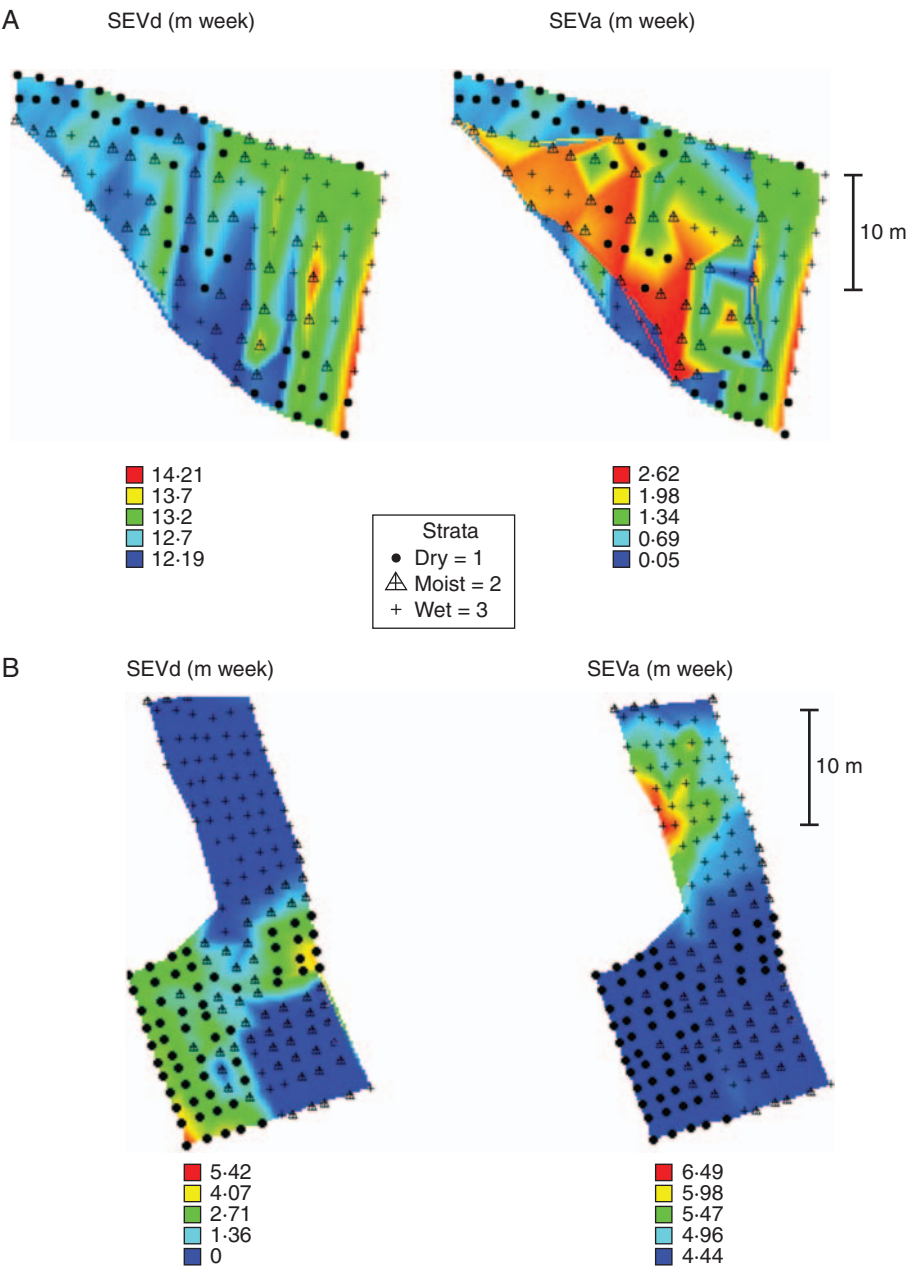 A
SEVd (m week)
SEVa (m week)
10 m
14·21
13·7
13·2
12·7
12·19
2·62
1·98
1·34
0·69
0·05
Strata
Dry = 1
Moist = 2
Wet = 3
B
SEVd (m week)
SEVa (m week)
10 m
5·42
4·07
2·71
1·36
0
6·49
5·98
5·47
4·96
4·44